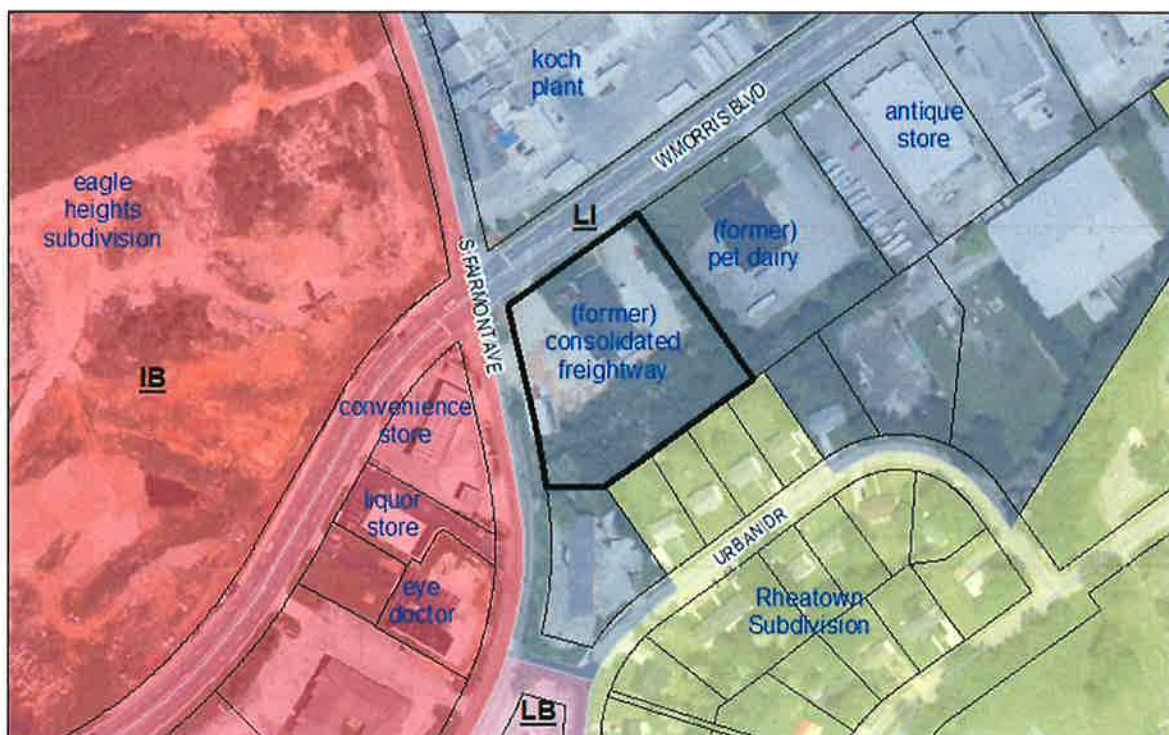 koch
plant
W MORRIS BLVD
antique
store
eagle
heights
subdivision
LI
(former)
pet dairy
S FAIRMONT AVE
(former)
consolidated
freightway
IB
convenience
store
liquor
store
eye
doctor
URBAN DR
Rheatown
Subdivision
LB